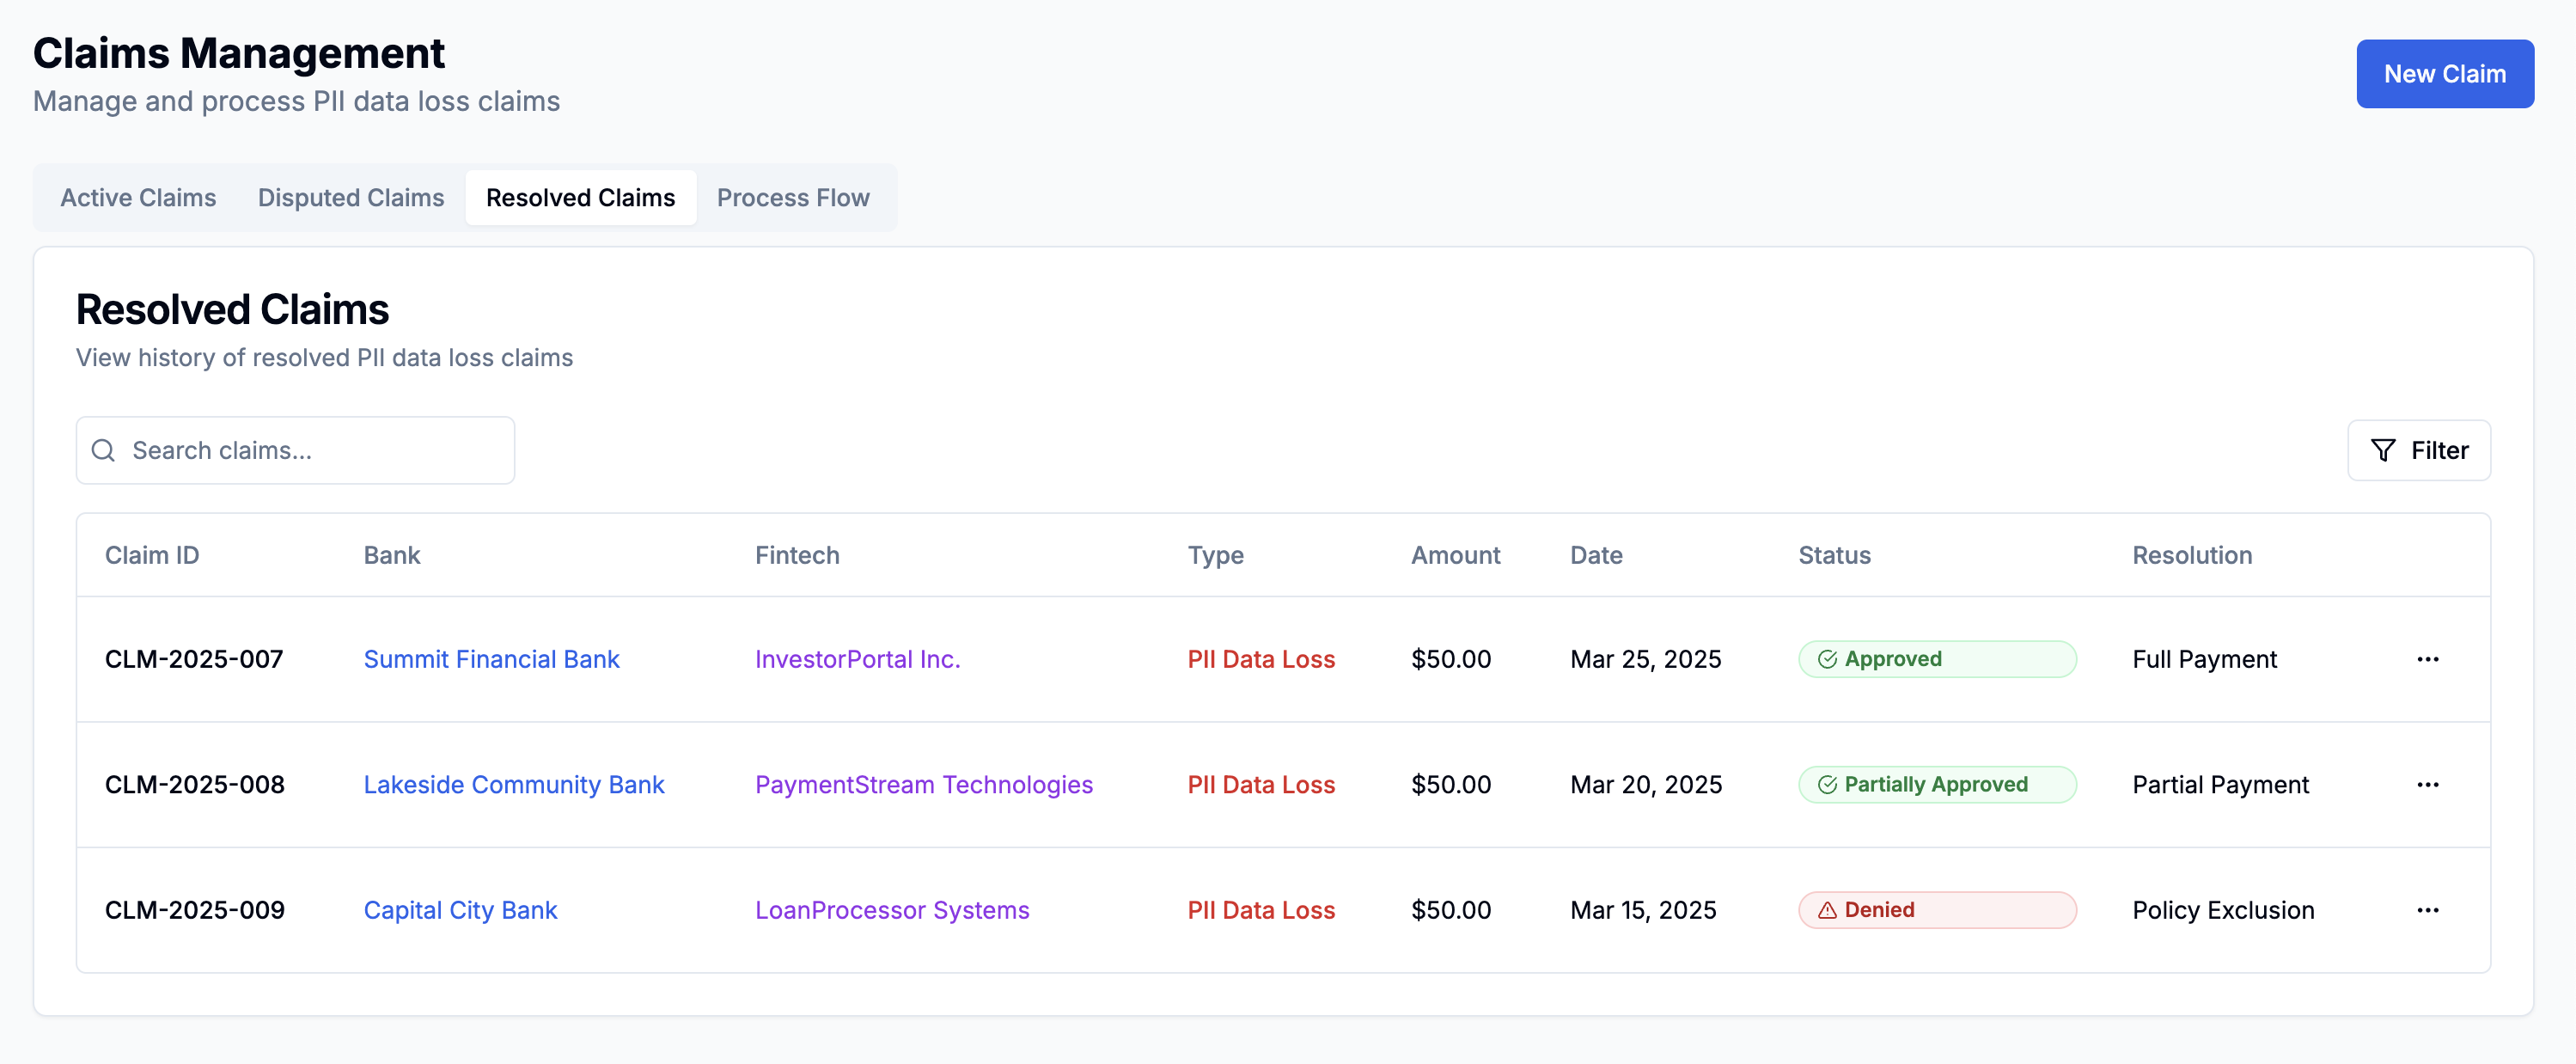 Claims Management
Manage and process PII data loss claims
New Claim
Active Claims Disputed Claims Resolved Claims Process Flow
Resolved Claims
View history of resolved PII data loss claims
Search claims...
Filter
Claim ID Bank Fintech Type Amount Date Status Resolution
CLM-2025-007 Summit Financial Bank InvestorPortal Inc. PII Data Loss $50.00 Mar 25, 2025 Approved Full Payment ...
CLM-2025-008 Lakeside Community Bank PaymentStream Technologies PII Data Loss $50.00 Mar 20, 2025 Partially Approved Partial Payment ...
CLM-2025-009 Capital City Bank LoanProcessor Systems PII Data Loss $50.00 Mar 15, 2025 Denied Policy Exclusion ...